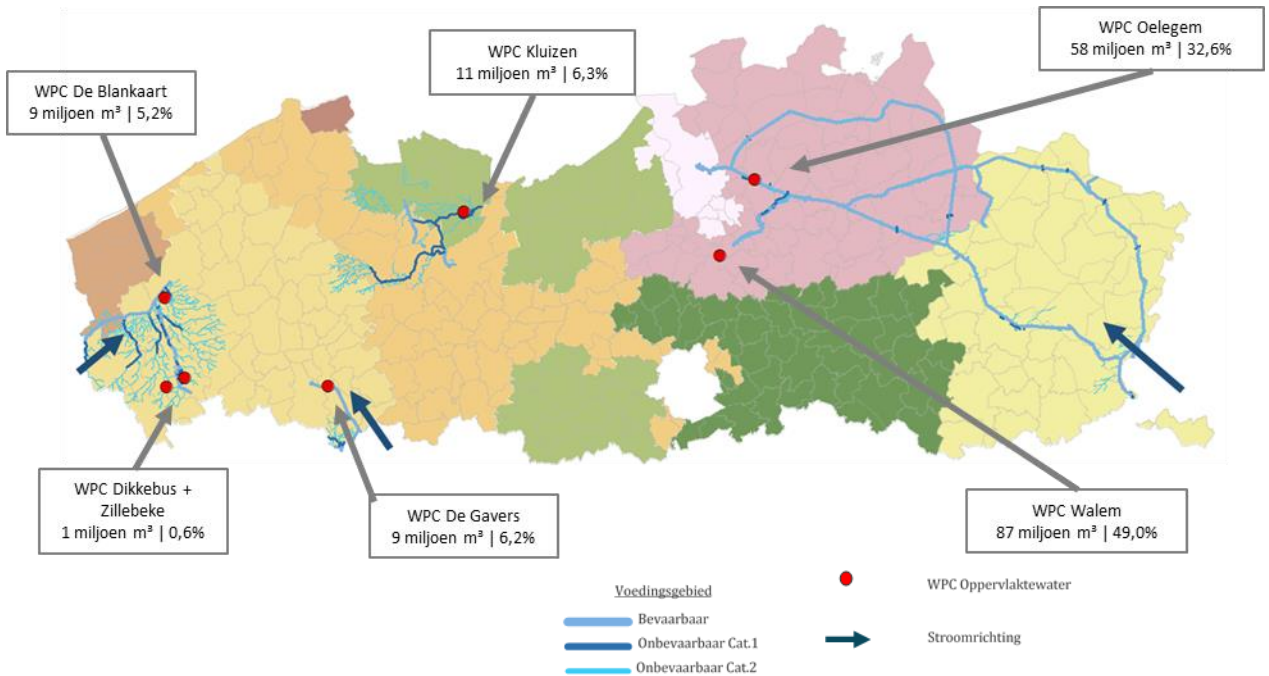 WPC Oelegem
58 miljoen m³ | 32,6%
WPC Kluizen
11 miljoen m³ | 6,3%
WPC De Blankaart
9 miljoen m³ | 5,2%
WPC Dikkebus +
Zillebeke
1 miljoen m³ | 0,6%
WPC De Gavers
9 miljoen m³ | 6,2%
WPC Walem
87 miljoen m³ | 49,0%
Voedingsgebied
Bevaarbaar
Onbevaarbaar Cat.1
Onbevaarbaar Cat.2
WPC Oppervlaktewater
Stroomrichting